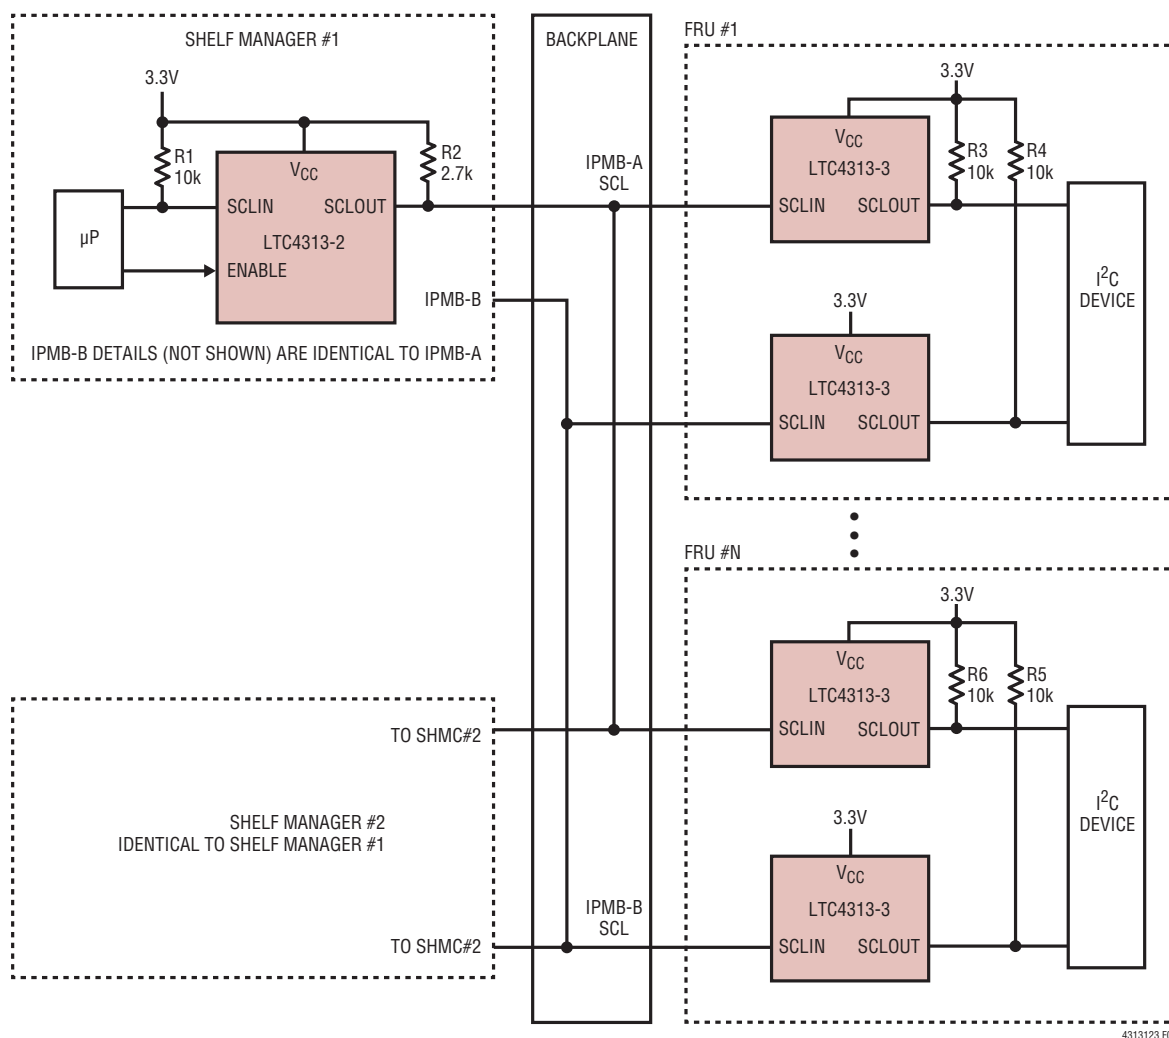 SHELF MANAGER #1
3.3V
R1
10k
VCC
R2
2.7k
SCLIN
SCLOUT
LTC4313-2
ENABLE
µP
IPMB-B
IPMB-B DETAILS (NOT SHOWN) ARE IDENTICAL TO IPMB-A
BACKPLANE
IPMB-A
SCL
FRU #1
3.3V
VCC
LTC4313-3
SCLIN
SCLOUT
R3
10k
R4
10k
I2C
DEVICE
3.3V
VCC
LTC4313-3
SCLIN
SCLOUT
FRU #N
3.3V
VCC
LTC4313-3
SCLIN
SCLOUT
R6
10k
R5
10k
I2C
DEVICE
3.3V
VCC
LTC4313-3
SCLIN
SCLOUT
TO SHMC#2
SHELF MANAGER #2
IDENTICAL TO SHELF MANAGER #1
TO SHMC#2
IPMB-B
SCL
4313123